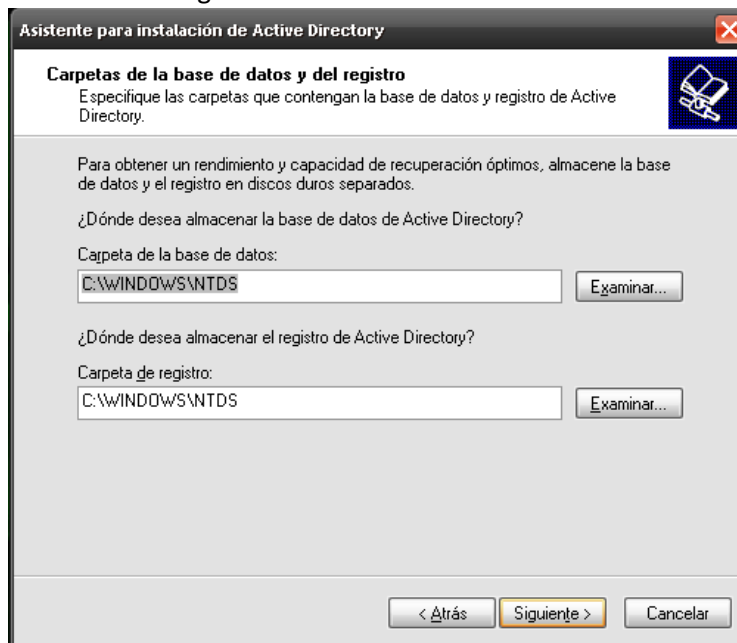 Asistente para instalación de Active Directory
Carpetas de la base de datos y del registro
Especifique las carpetas que contengan la base de datos y registro de Active
Directory.
Para obtener un rendimiento y capacidad de recuperación óptimos, almacene la base
de datos y el registro en discos duros separados.
¿Dónde desea almacenar la base de datos de Active Directory?
Carpeta de la base de datos:
C:\WINDOWS\NTDS
Examinar...
¿Dónde desea almacenar el registro de Active Directory?
Carpeta de registro:
C:\WINDOWS\NTDS
Examinar...
< Atrás Siguiente > Cancelar